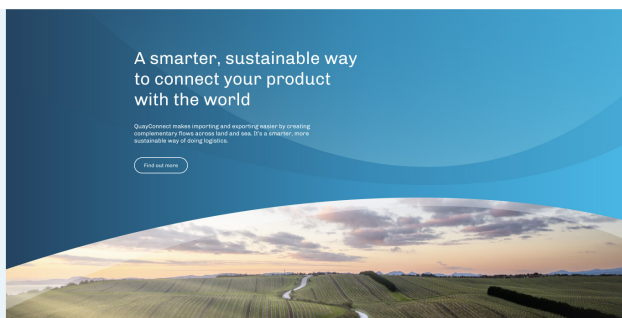 A smarter, sustainable way
to connect your product
with the world
QuayConnect makes importing and exporting easier by creating
complementary flows across land and sea. It's a smarter, more
sustainable way of doing logistics.
Find out more